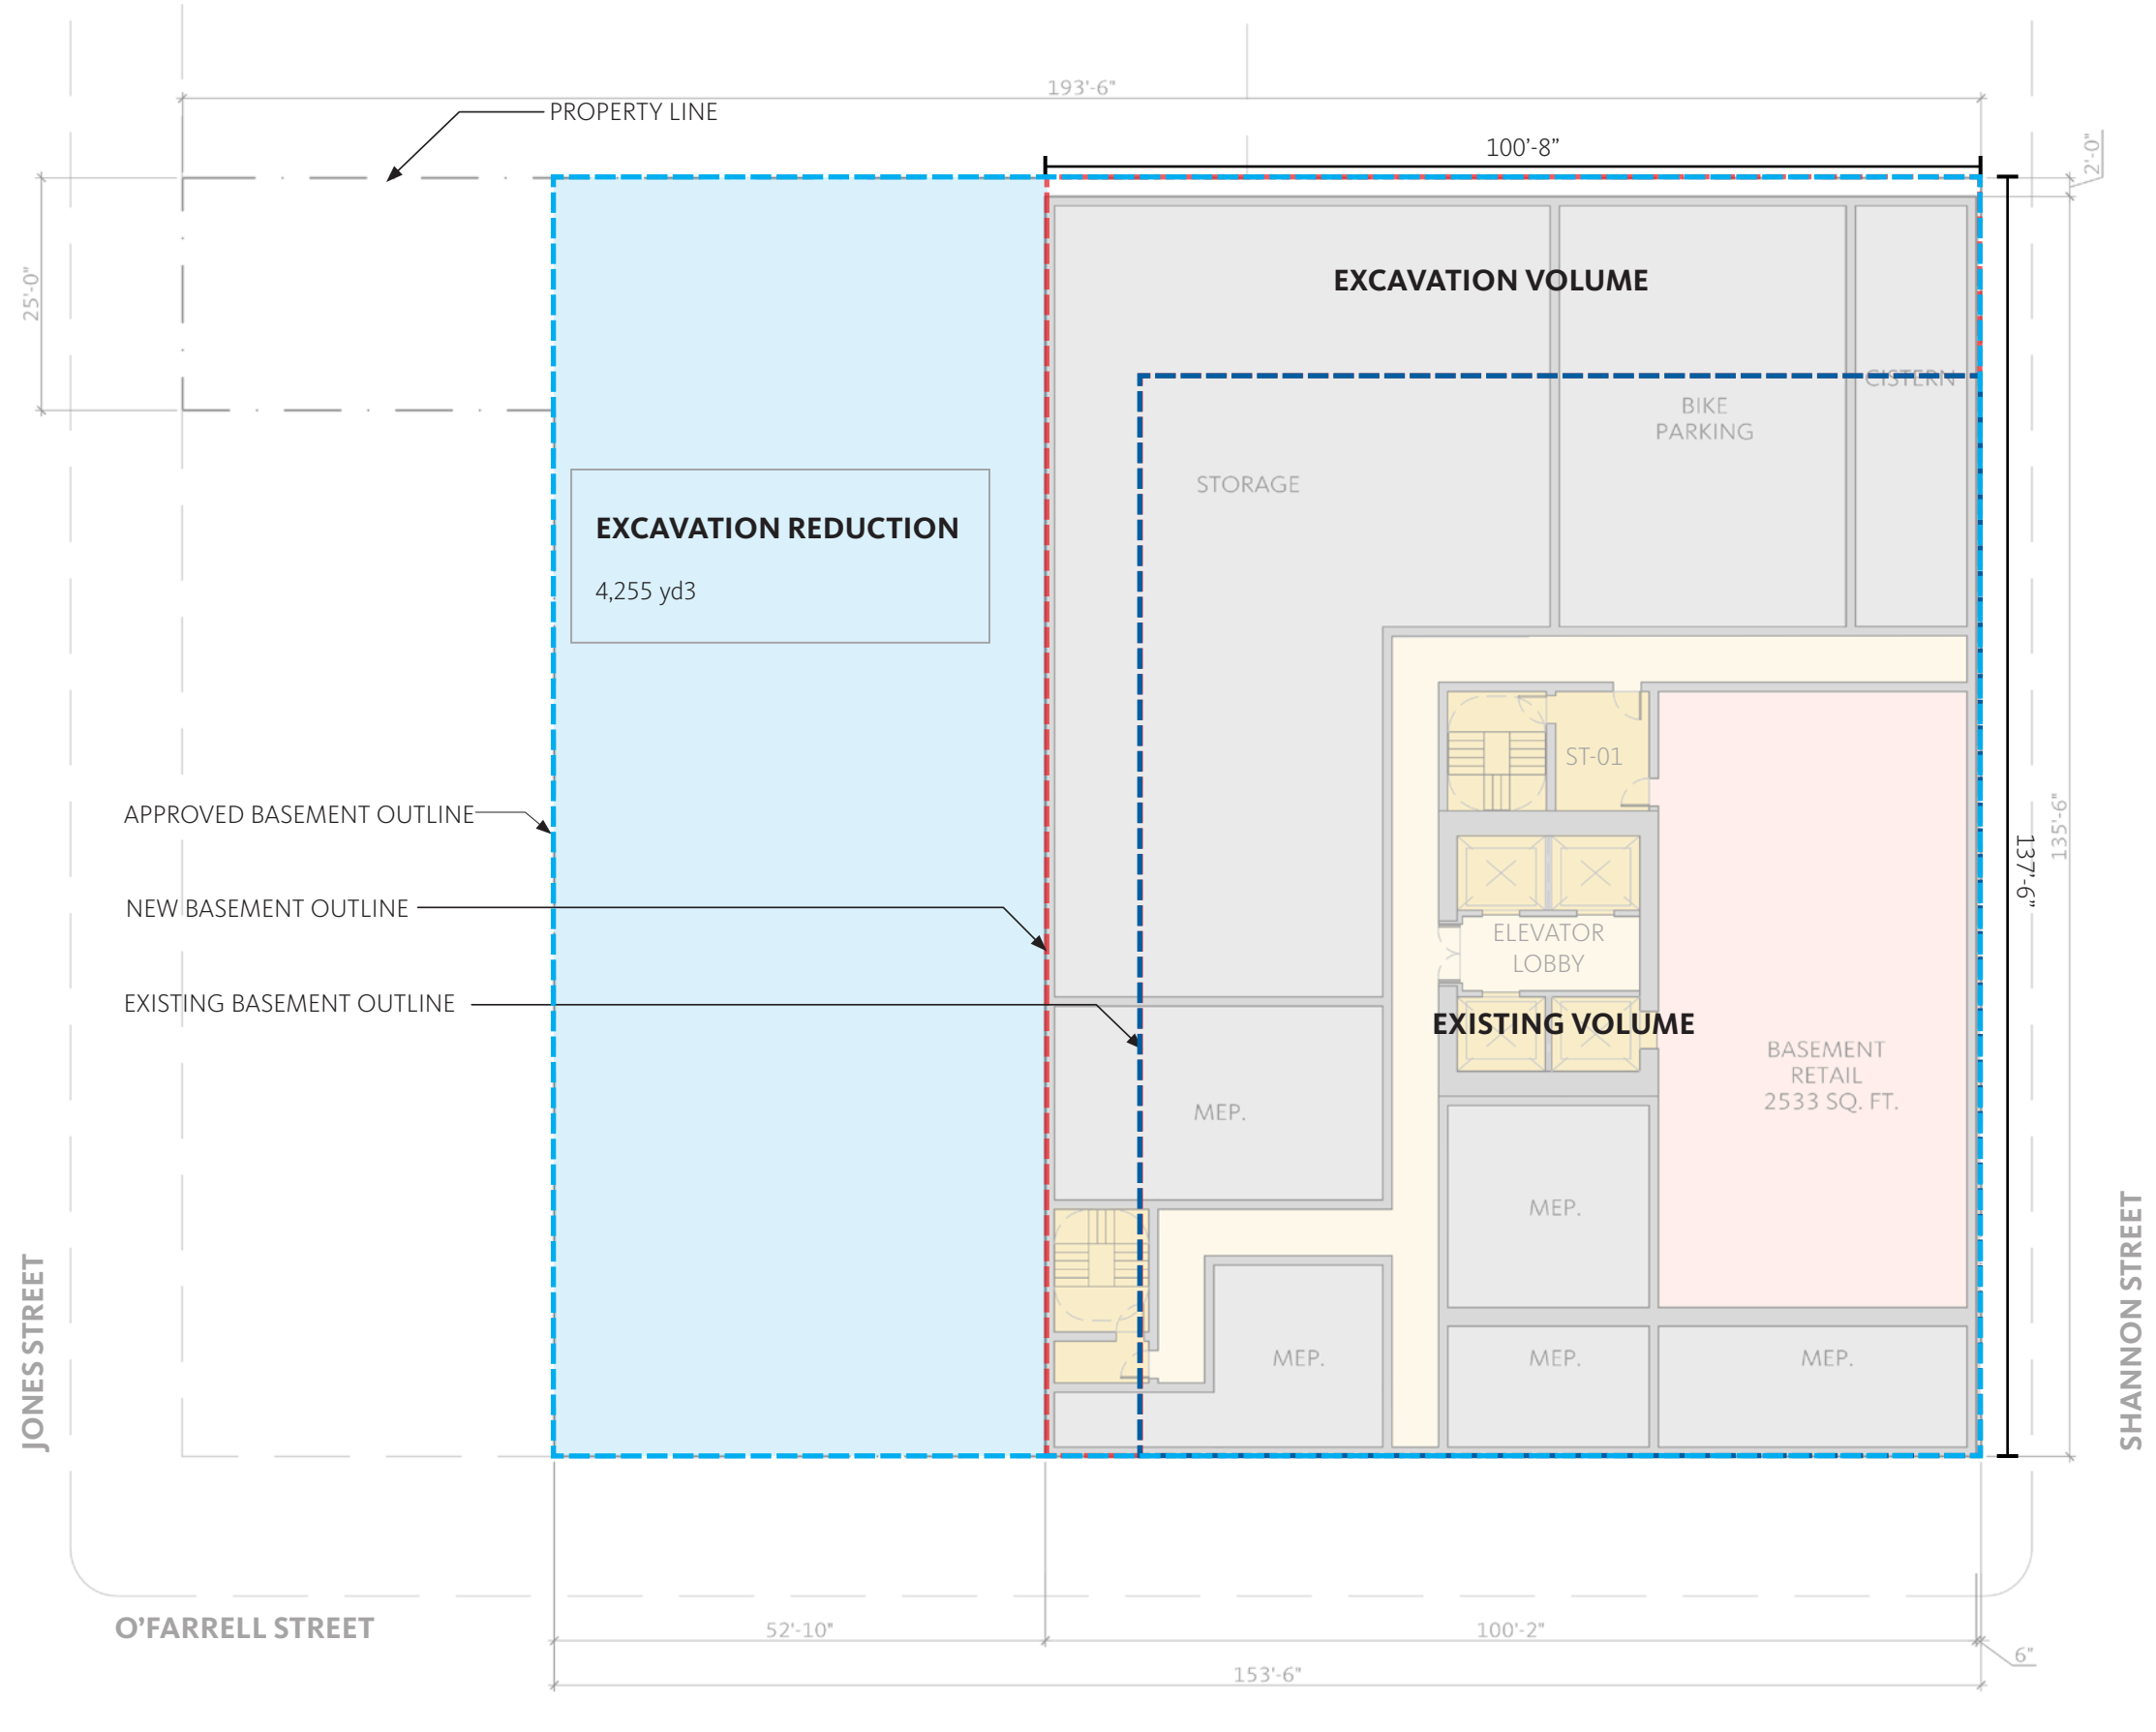 193'-6"
PROPERTY LINE
100'-8”
2'-0"
25'-0"
EXCAVATION VOLUME
CISTERN
BIKE
PARKING
STORAGE
EXCAVATION REDUCTION
4,255 yd3
ST-01
APPROVED BASEMENT OUTLINE
135'-6"
137'-6”
NEW BASEMENT OUTLINE
ELEVATOR
LOBBY
EXISTING BASEMENT OUTLINE
EXISTING VOLUME
BASEMENT
RETAIL
2533 SQ. FT.
MEP.
MEP.
MEP.
MEP.
MEP.
JONES STREET
SHANNON STREET
O’FARRELL STREET
52'-10"
100'-2"
6"
153'-6"